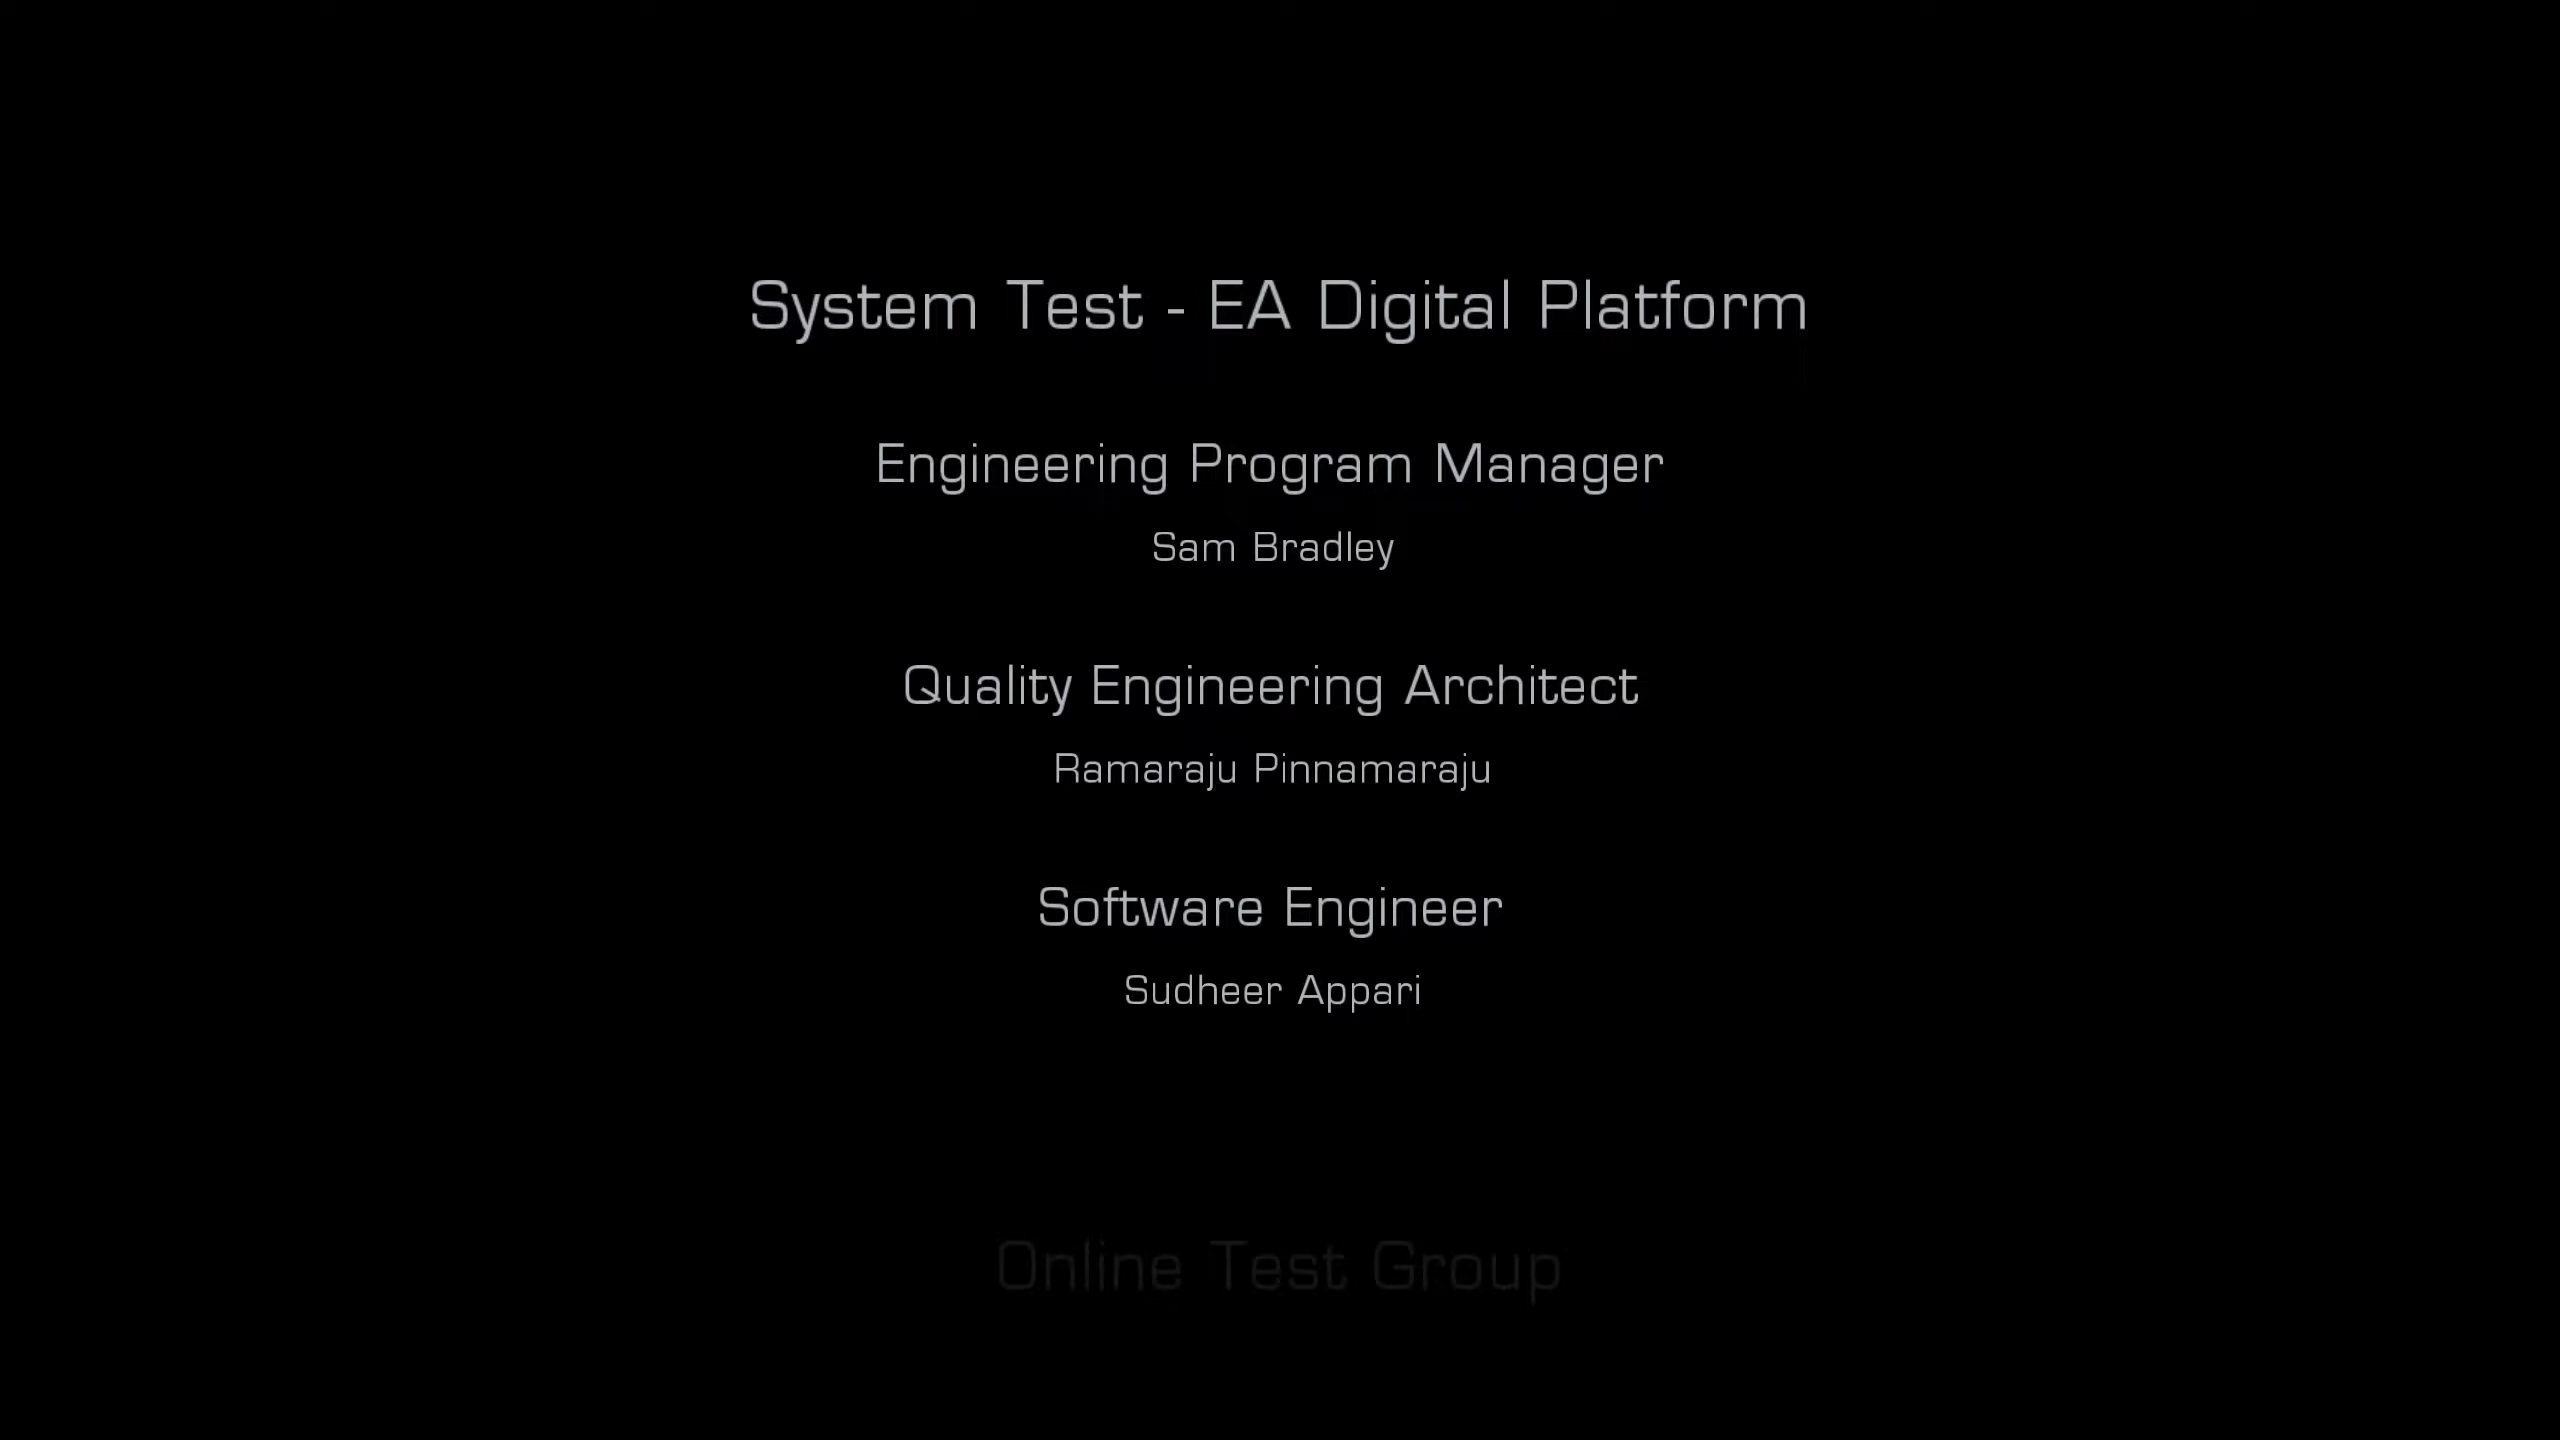 System Test - EA Digital Platform
Engineering Program Manager
Sam Bradley
Quality Engineering Architect
Ramaraju Pinnamaraju
Software Engineer
Sudheer Appari
Online Test Group